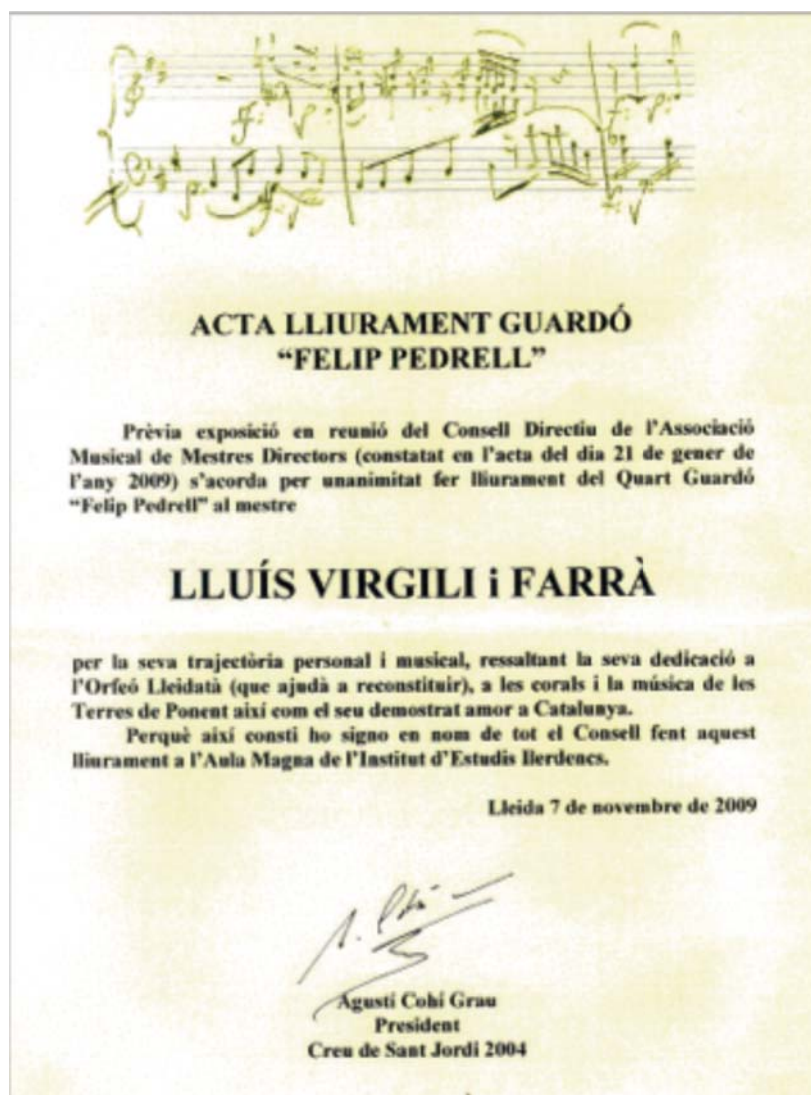 ACTA LLIURAMENT GUARDÓ
“FELIP PEDRELL”
Prèvia exposició en reunió del Consell Directiu de l’Associació
Musical de Mestres Directors (constatat en l’acta del dia 21 de gener de
l’any 2009) s’acorda per unanimitat fer lliurament del Quart Guardó
“Felip Pedrell” al mestre
LLUÍS VIRGILI i FARRÀ
per la seva trajectòria personal i musical, ressaltant la seva dedicació a
l’Orfeó Lleidatà (que ajudà a reconstituir), a les corals i la música de les
Terres de Ponent així com el seu demostrat amor a Catalunya.
Perquè així consti ho signo en nom de tot el Consell fent aquest
lliurament a l’Aula Magna de l’Institut d’Estudis Ilerdencs.
Lleida 7 de novembre de 2009
Agustí Cohí Grau
President
Creu de Sant Jordi 2004